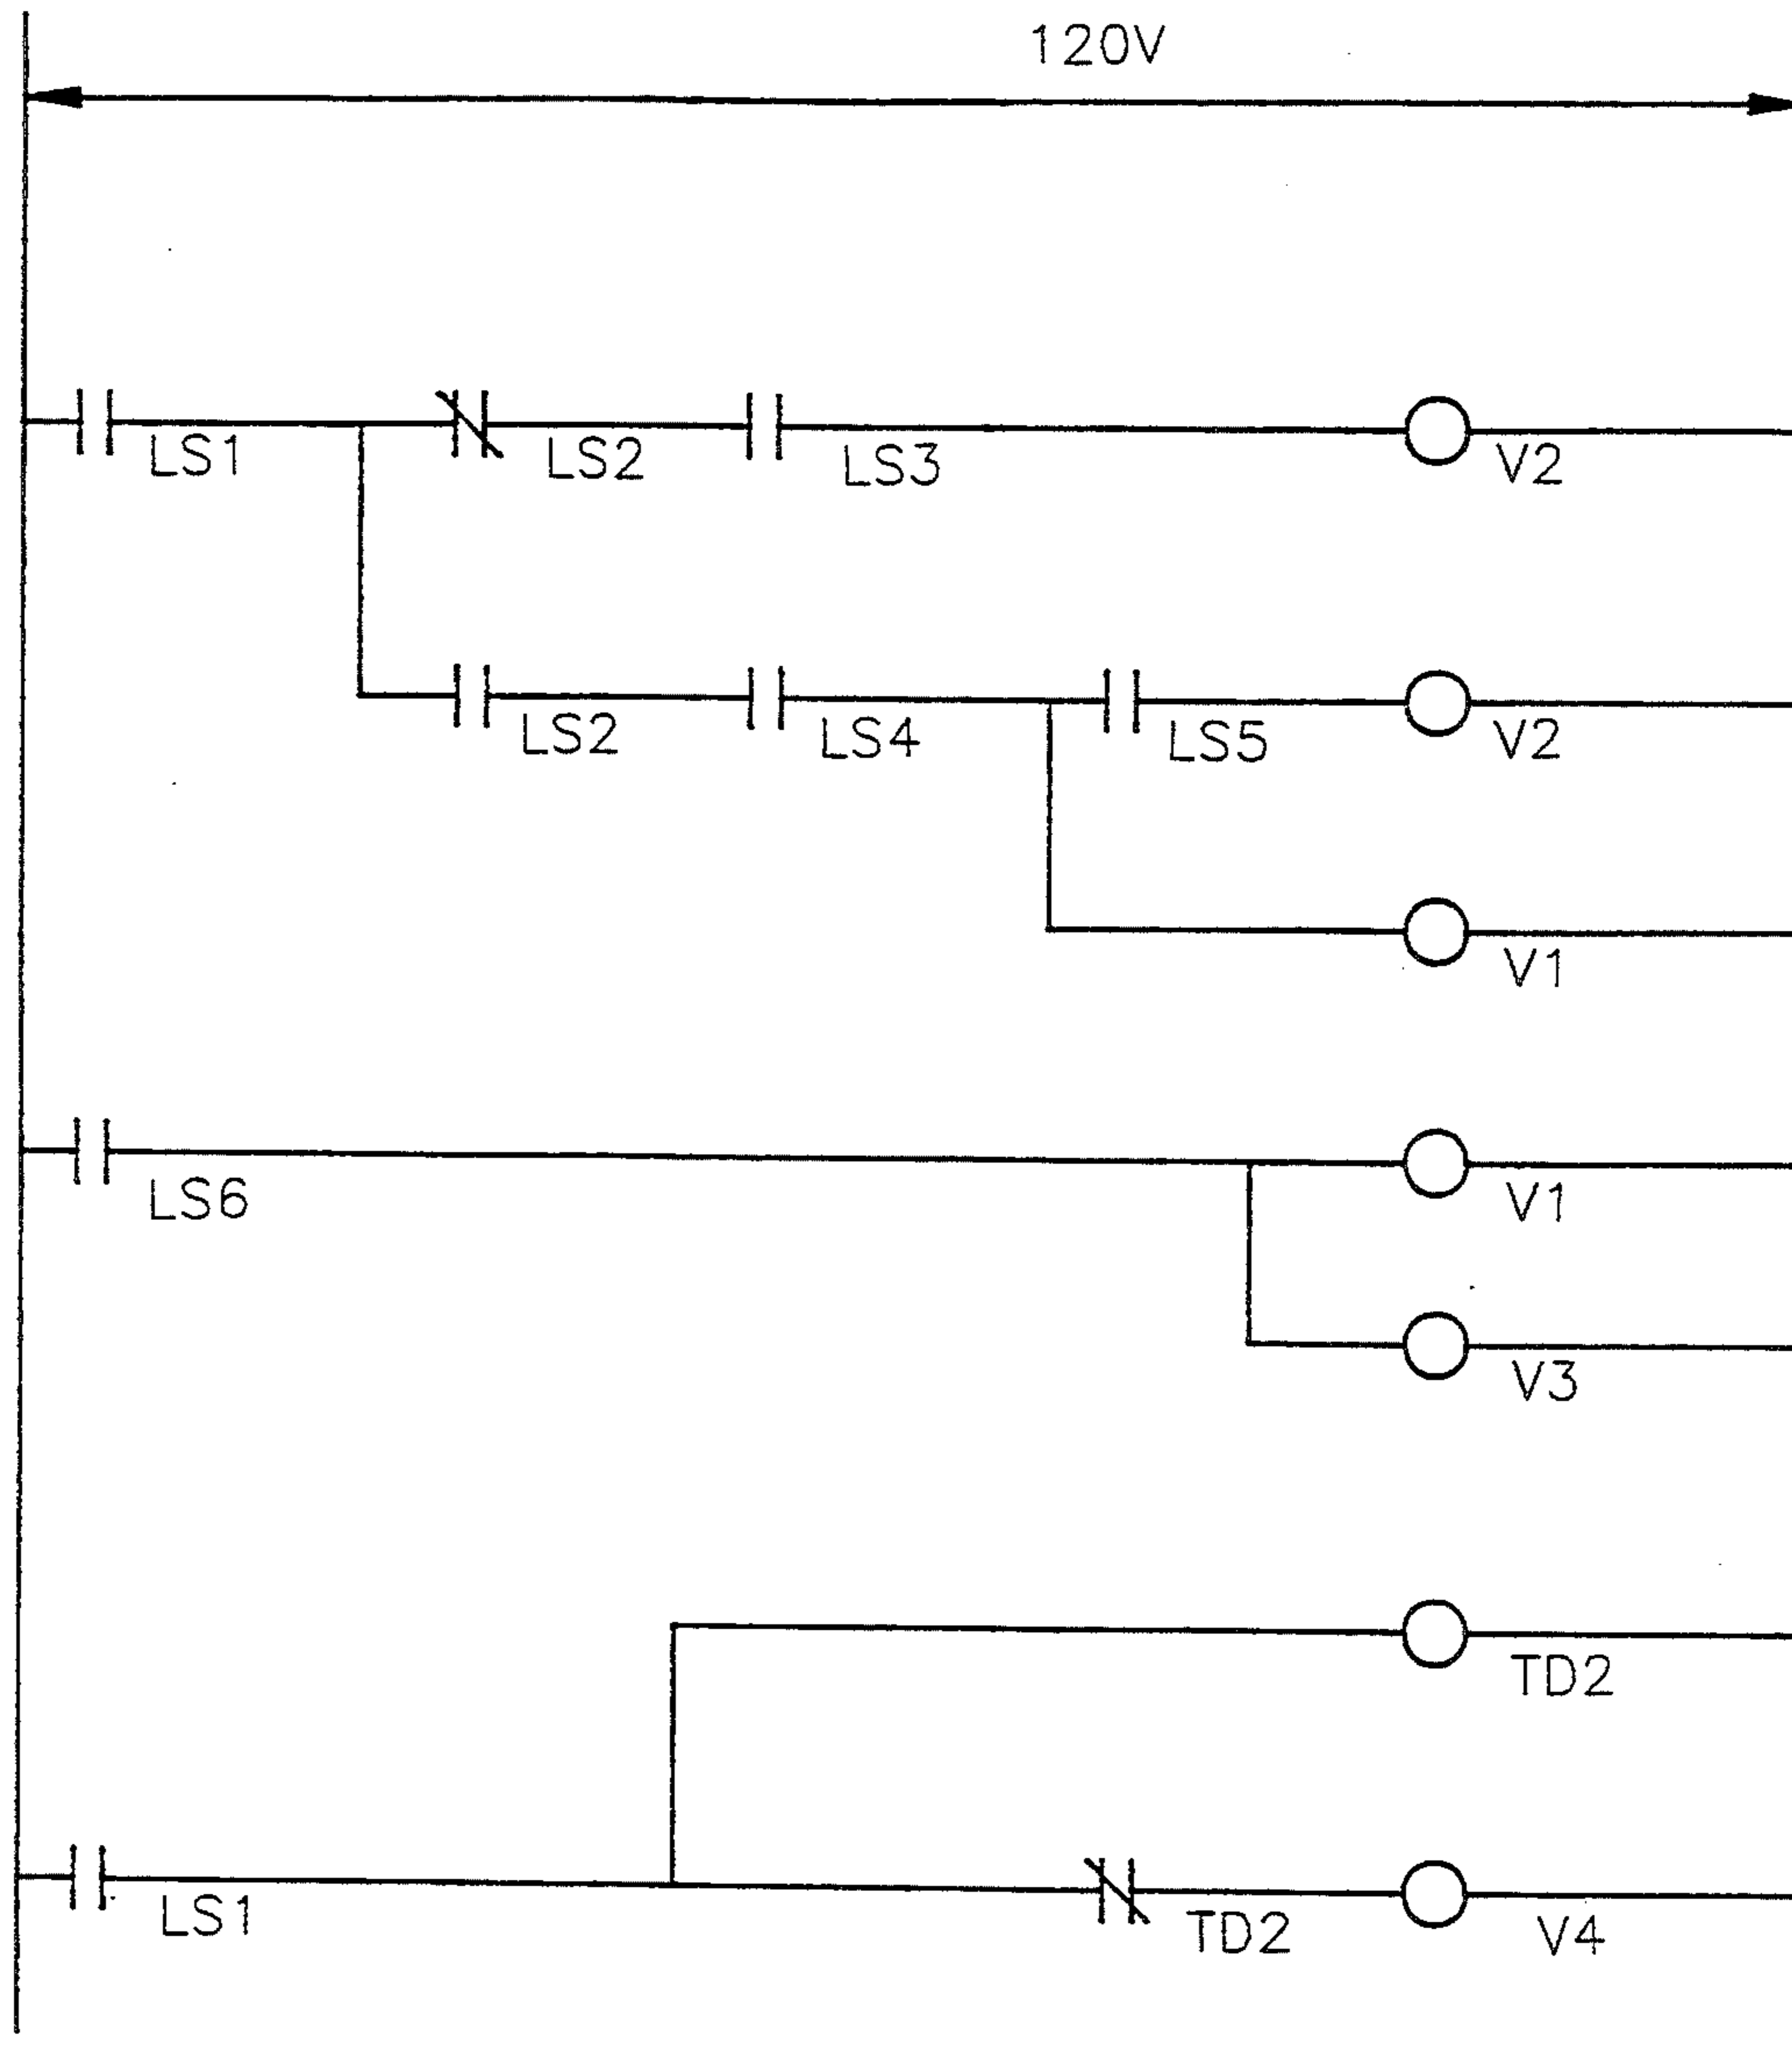 120V
LS1 LS2 LS3 V2
LS2 LS4 LS5 V2
V1
LS6 V1
V3
TD2
LS1 TD2 V4